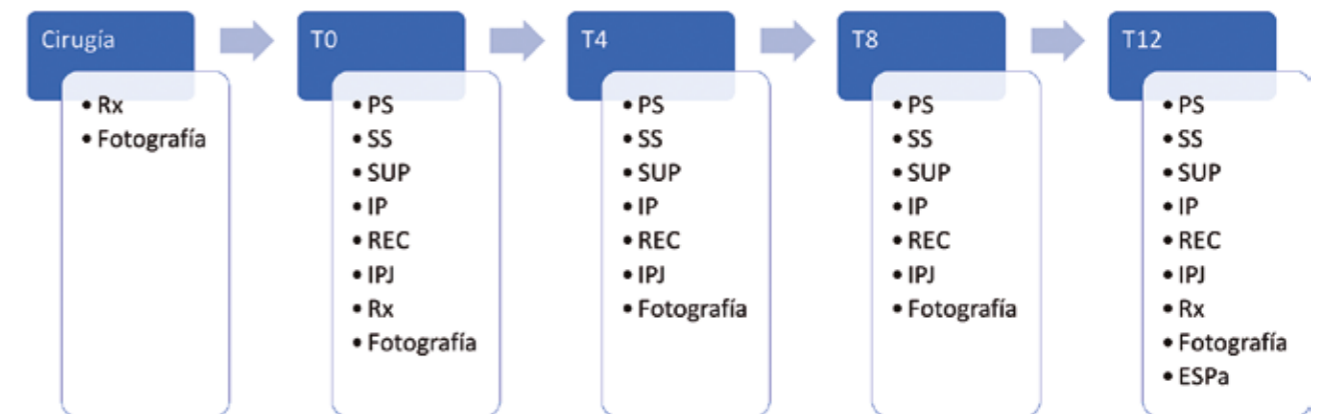 Cirugía
• Rx
• Fotografía
T0
• PS
• SS
• SUP
• IP
• REC
• IPJ
• Rx
• Fotografía
T4
• PS
• SS
• SUP
• IP
• REC
• IPJ
• Fotografía
T8
• PS
• SS
• SUP
• IP
• REC
• IPJ
• Fotografía
T12
• PS
• SS
• SUP
• IP
• REC
• IPJ
• Rx
• Fotografía
• ESPa